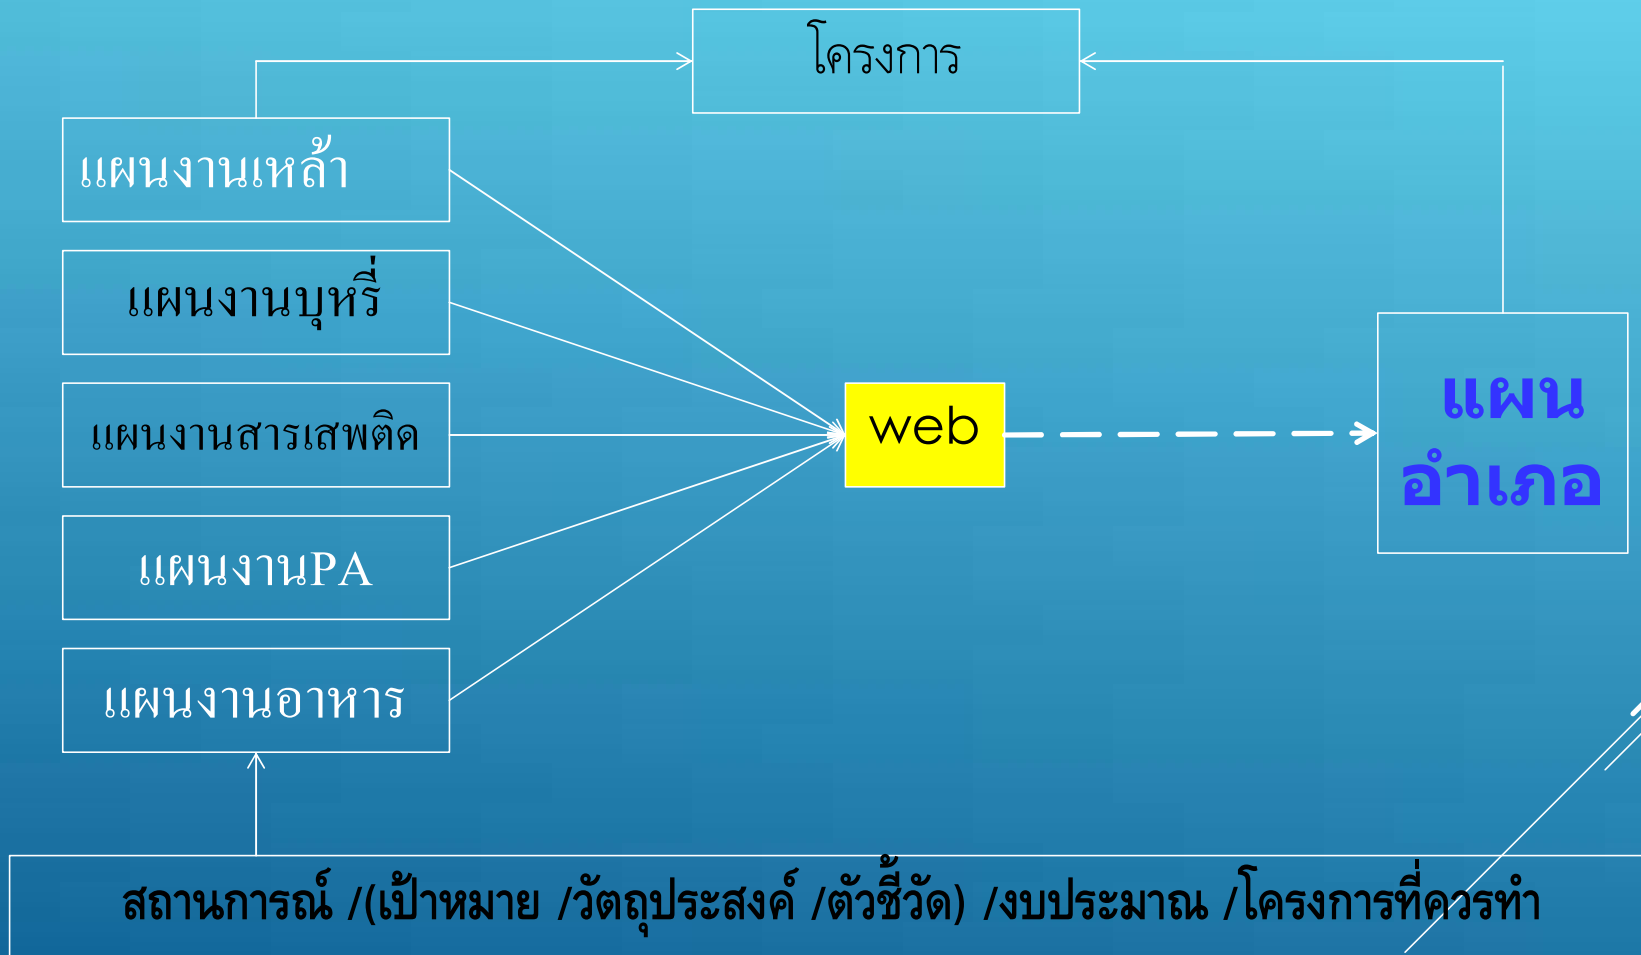 โครงการ
แผนงานเหล้า
แผนงานบุหรี่
แผนงานสารเสพติด
แผนงานPA
แผนงานอาหาร
web
แผน
อำเภอ
สถานการณ์ /(เป้าหมาย /วัตถุประสงค์ /ตัวชี้วัด) /งบประมาณ /โครงการที่ควรทำ